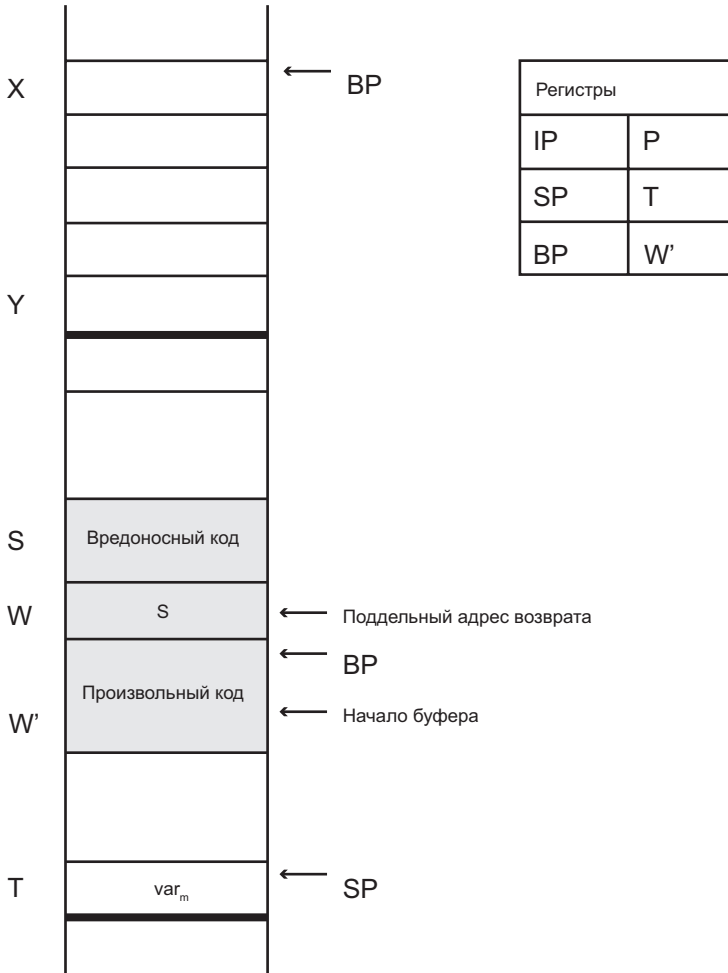 X
BP
Регистры
IP P
SP T
BP W’
Y
S
Вредоносный код
W
S
Поддельный адрес возврата
BP
Произвольный код
W’
Начало буфера
T
var_m
SP